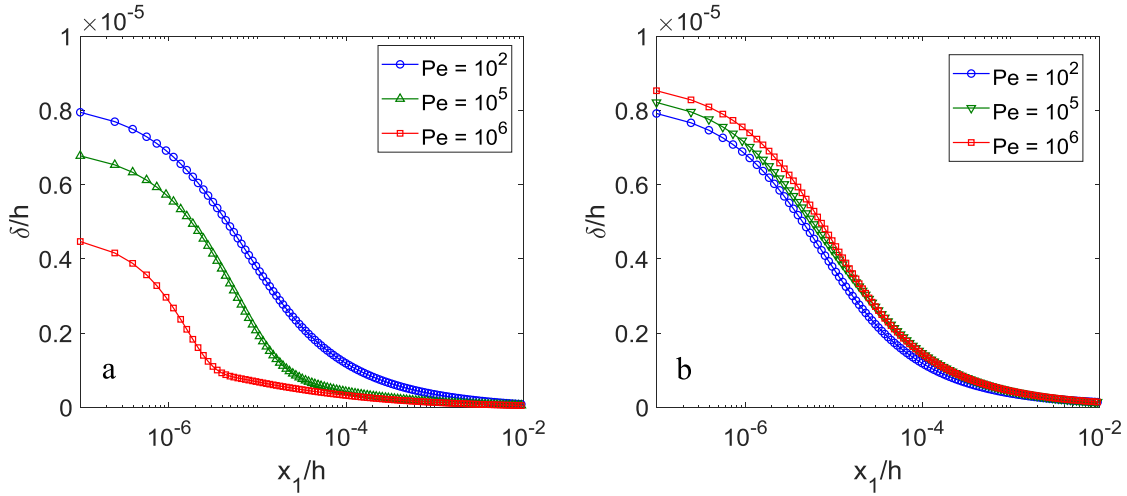 ×10⁻⁵
1
0.8
0.6
0.4
0.2
0
δ/h
10⁻⁶
10⁻⁴
10⁻²
x₁/h
Pe = 10²
Pe = 10⁵
Pe = 10⁶
a
×10⁻⁵
1
0.8
0.6
0.4
0.2
0
δ/h
10⁻⁶
10⁻⁴
10⁻²
x₁/h
Pe = 10²
Pe = 10⁵
Pe = 10⁶
b